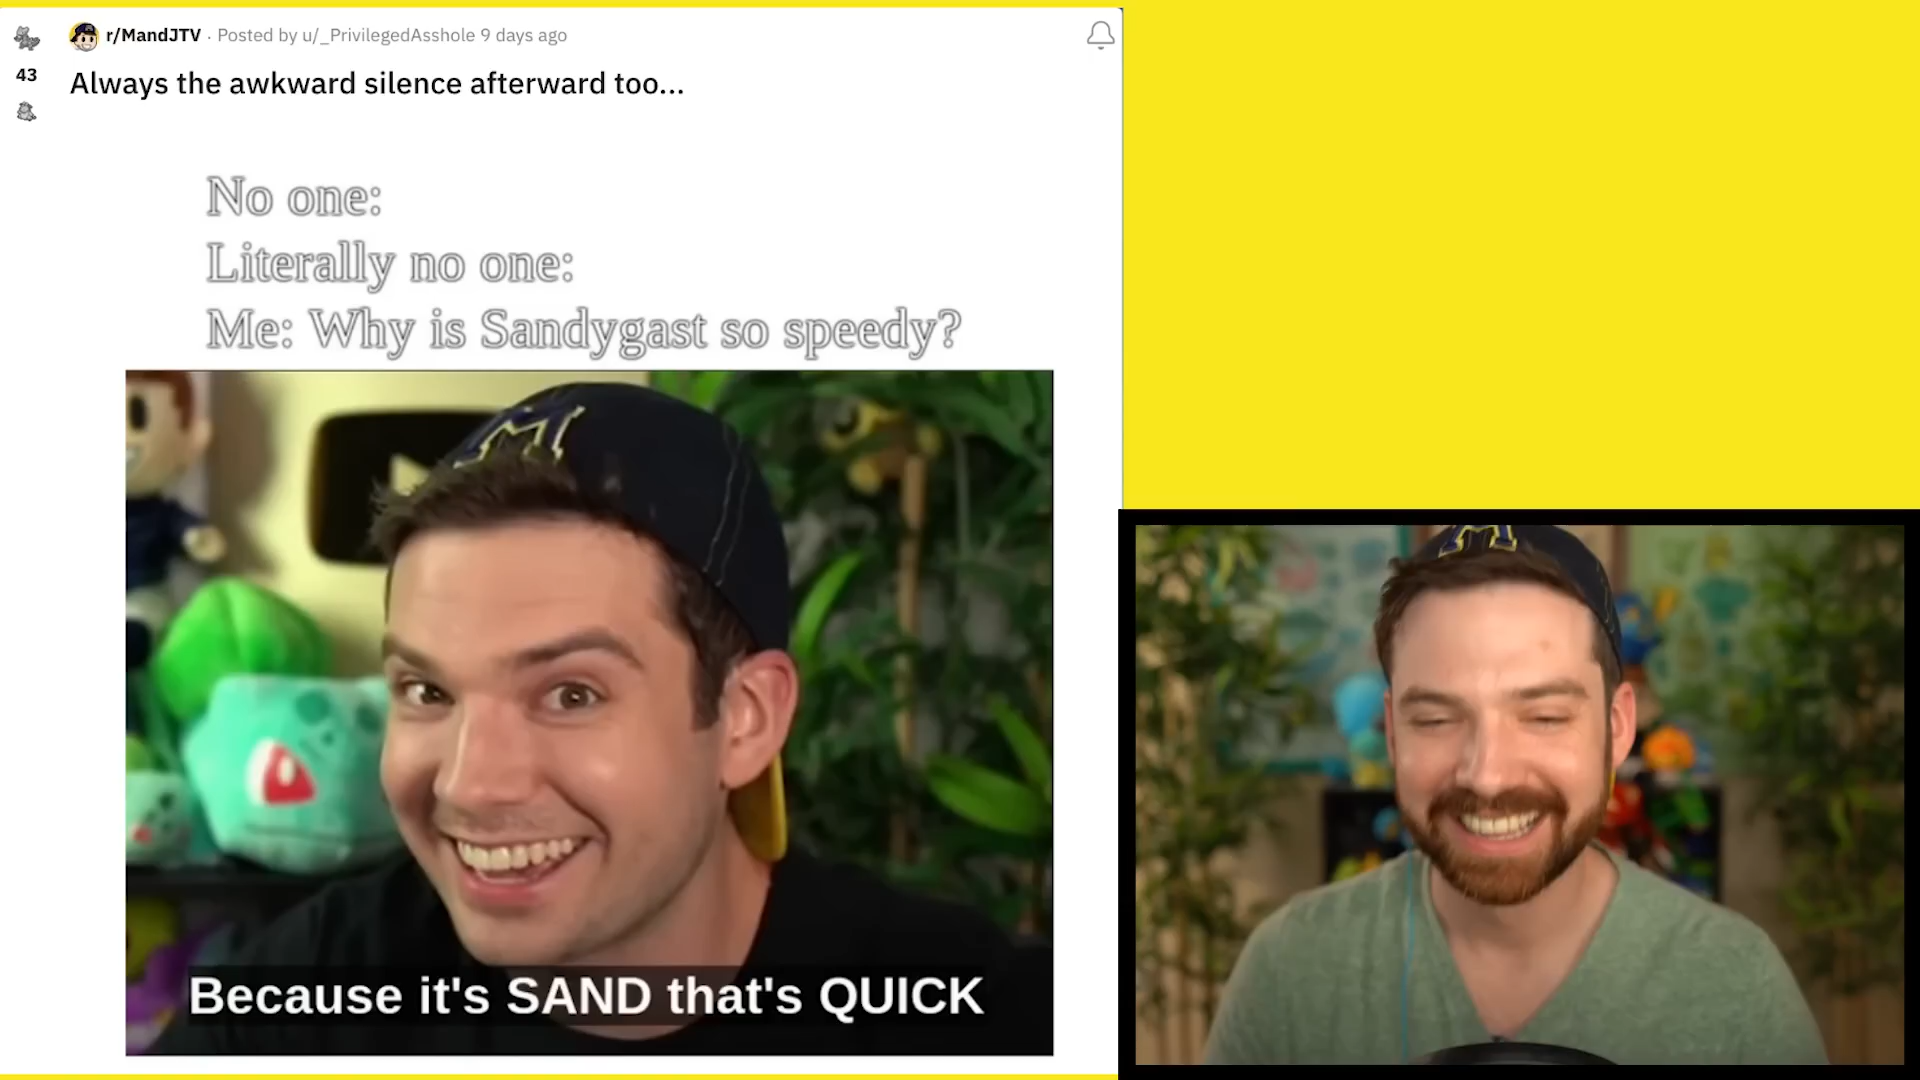 r/MandJTV · Posted by u/_PrivilegedAsshole 9 days ago
43
Always the awkward silence afterward too...
No one:
Literally no one:
Me: Why is Sandygast so speedy?
M
M
Because it's SAND that's QUICK